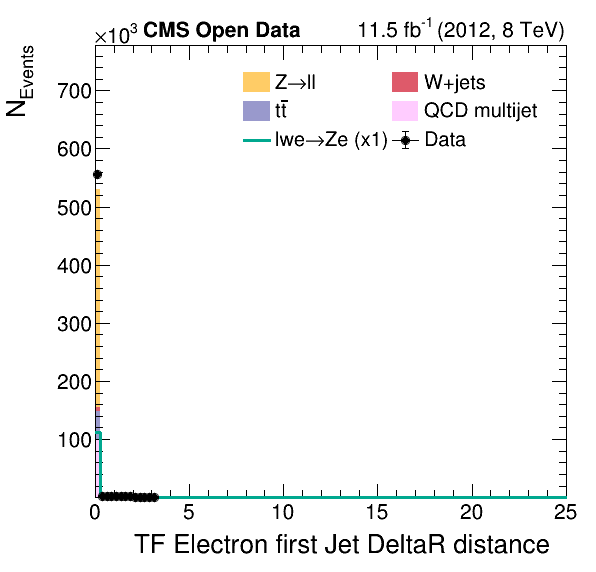 ×10³ CMS Open Data 11.5 fb⁻¹ (2012, 8 TeV)
N_Events
Z→ll W+jets
tt̄ QCD multijet
lwe→Ze (x1) Data
700
600
500
400
300
200
100
0 5 10 15 20 25
TF Electron first Jet DeltaR distance